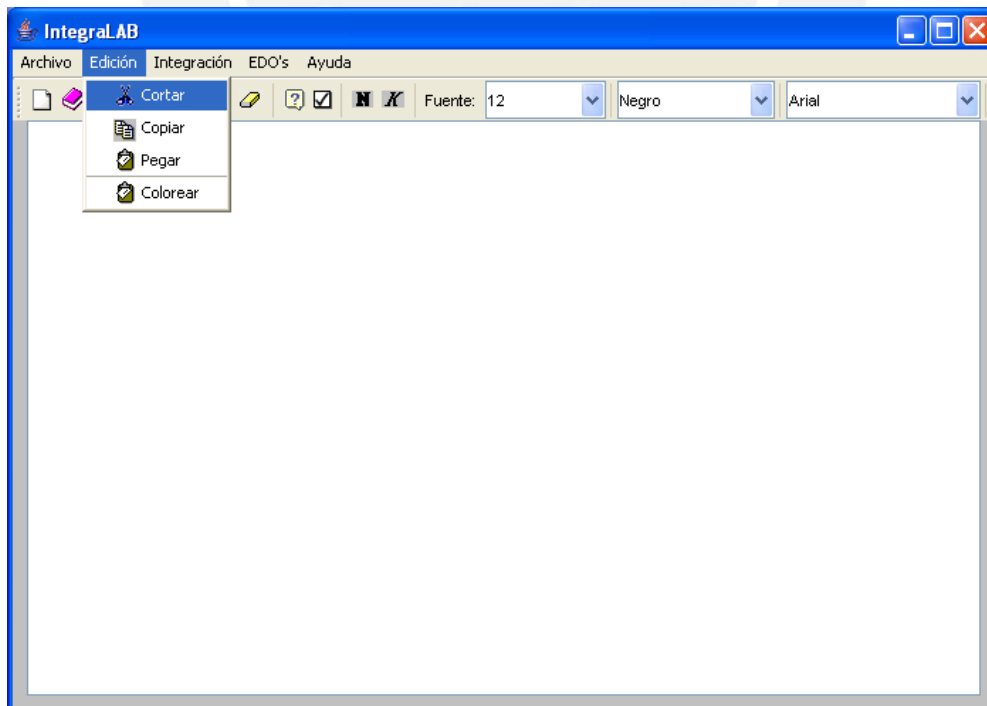 IntegraLAB
Archivo Edición Integración EDO's Ayuda
N K Fuente: 12 Negro Arial
Cortar
Copiar
Pegar
Colorear